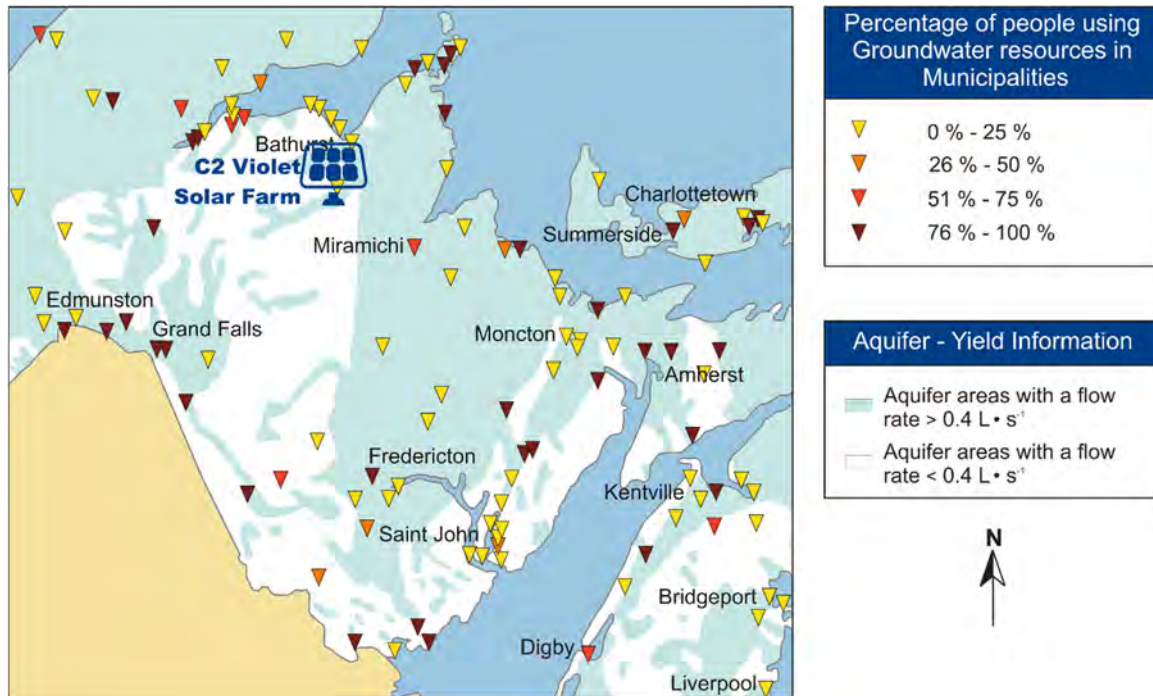 Bathurst
C2 Violet
Solar Farm
Charlottetown
Summerside
Miramichi
Edmunston
Grand Falls
Moncton
Amherst
Fredericton
Kentville
Saint John
Bridgeport
Digby
Liverpool
Percentage of people using
Groundwater resources in
Municipalities
0 % - 25 %
26 % - 50 %
51 % - 75 %
76 % - 100 %
Aquifer - Yield Information
Aquifer areas with a flow
rate > 0.4 L• s⁻¹
Aquifer areas with a flow
rate < 0.4 L• s⁻¹
N